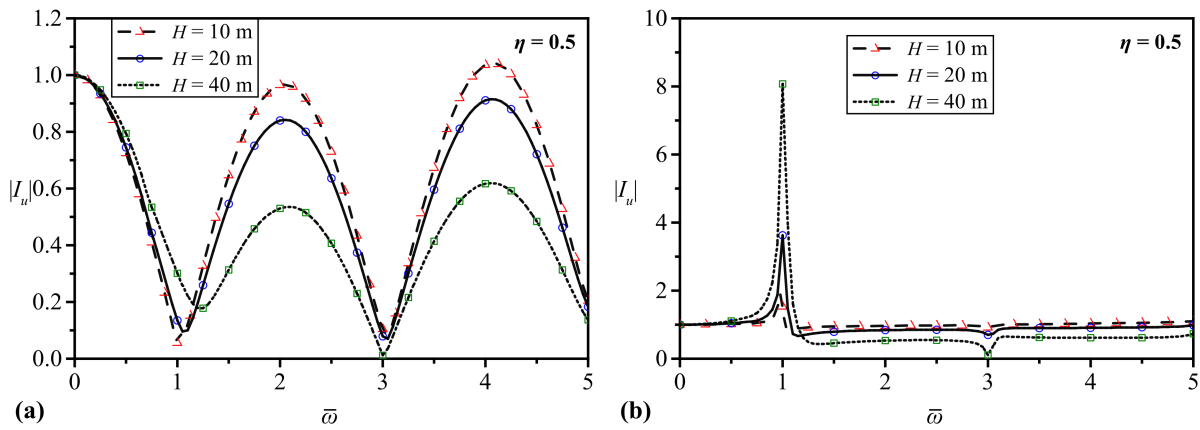 1.2
1.0
0.8
0.6
0.4
0.2
0.0
|I_u|
H = 10 m
H = 20 m
H = 40 m
η = 0.5
0 1 2 3 4 5
(a)
ω̅
10
8
6
4
2
0
|I_u|
H = 10 m
H = 20 m
H = 40 m
η = 0.5
0 1 2 3 4 5
(b)
ω̅